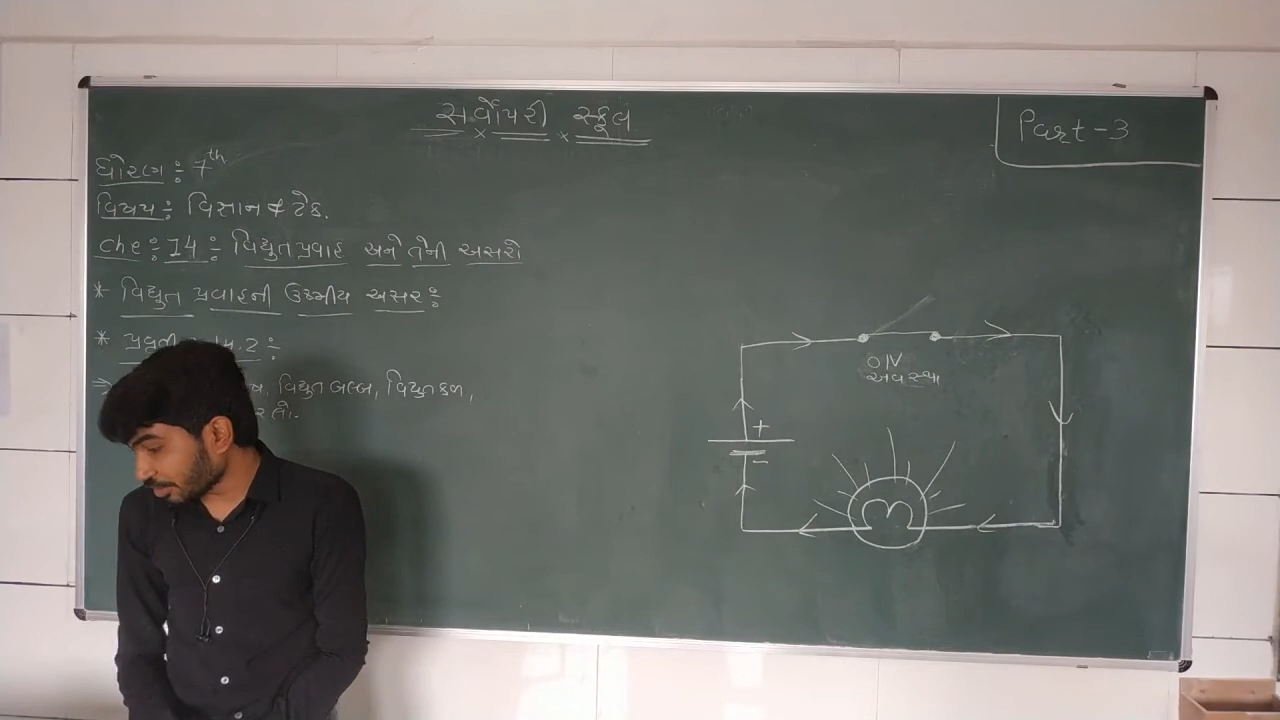 સર્વોપરી સ્કૂલ
Part-3
ધોરણ : 7th
વિષય : વિજ્ઞાન & ટેક.
che : 14 : વિદ્યુતપ્રવાહ અને તેની અસરો
* વિદ્યુત પ્રવાહની ઉષ્મીય અસર :
* 14.2 :
⇒ વિદ્યુત બલ્બ, વિદ્યુતકળ,
ON
અવસ્થા
+
-